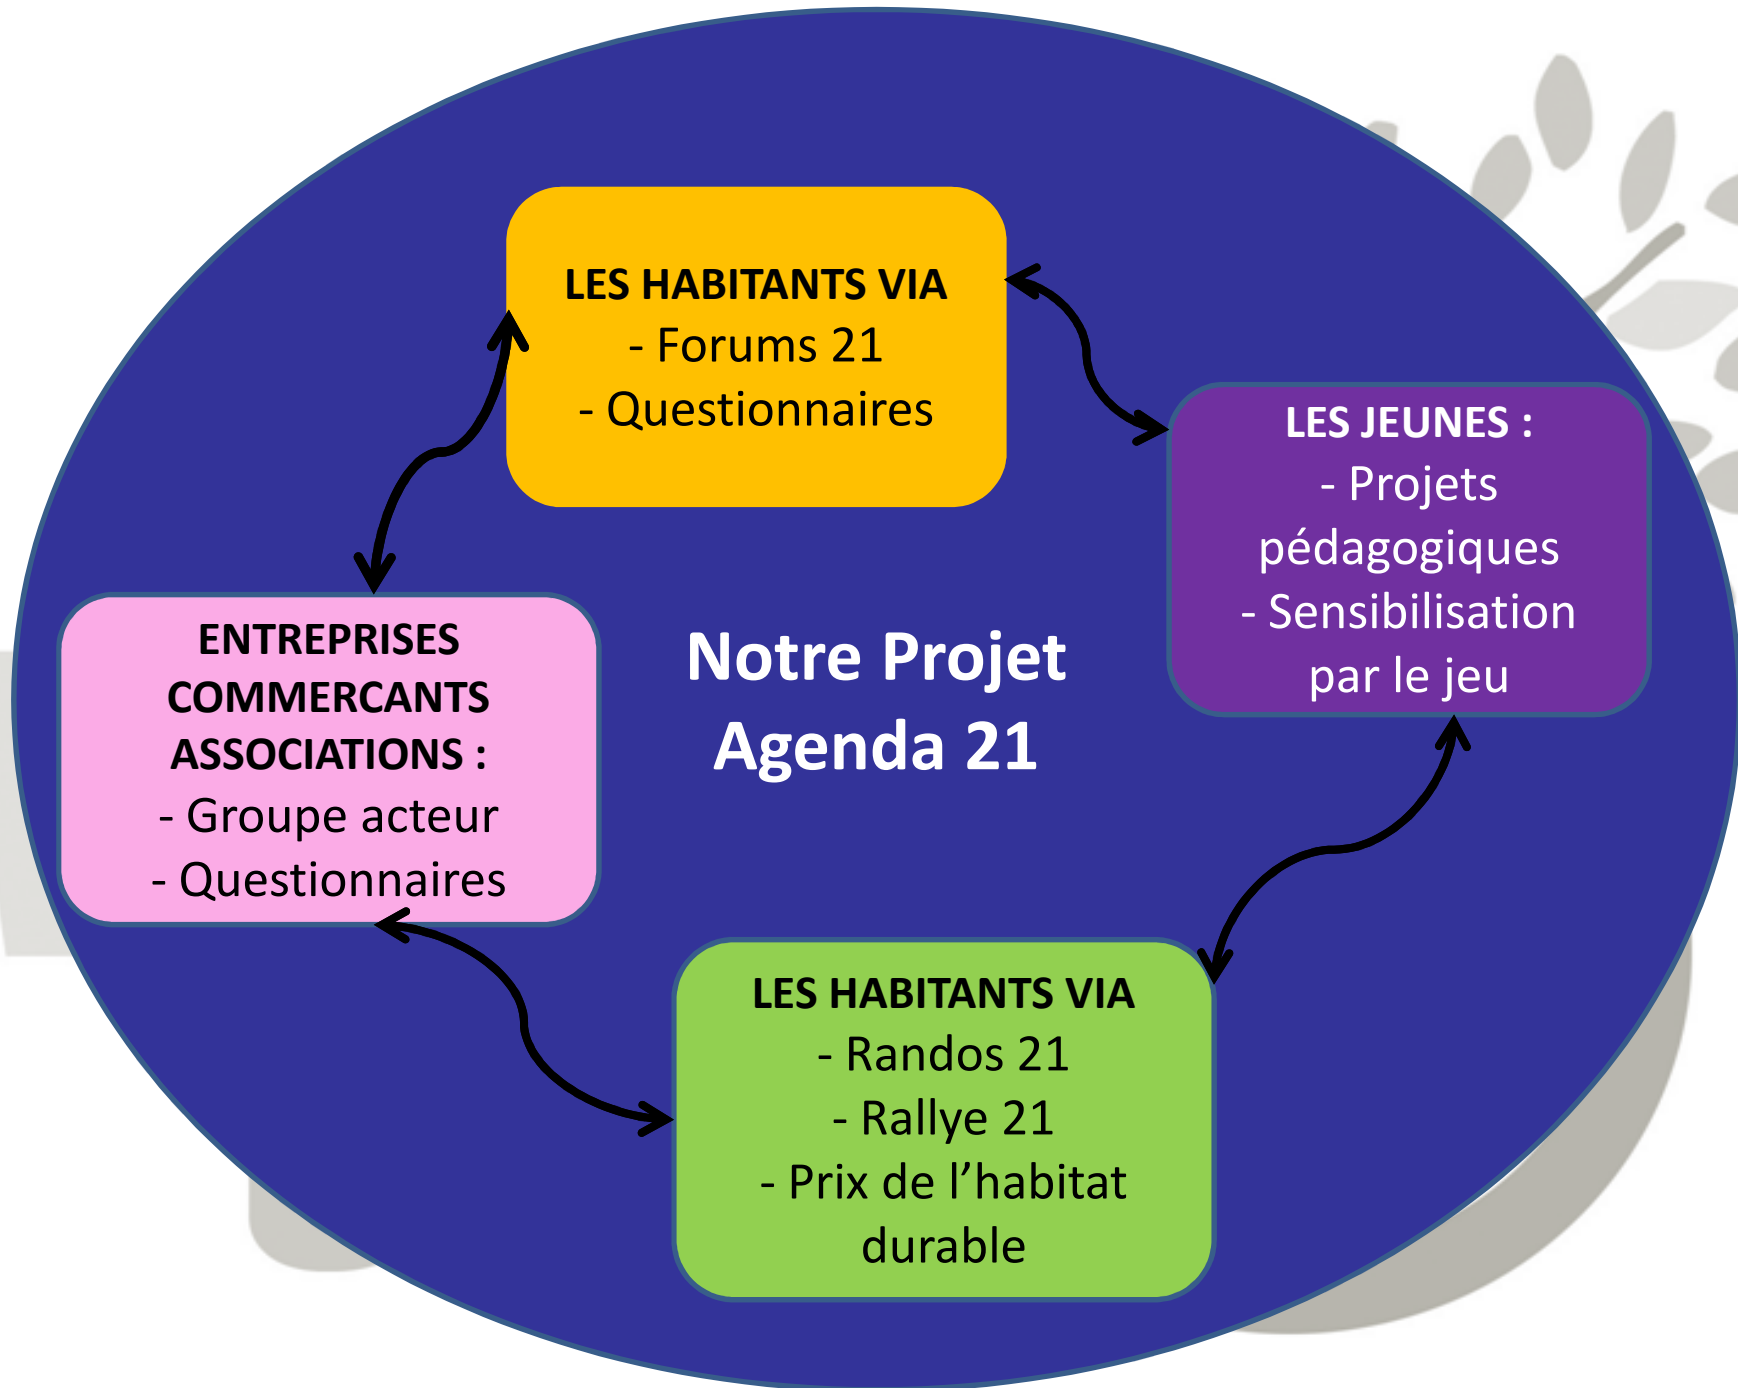 LES HABITANTS VIA
- Forums 21
- Questionnaires
LES JEUNES :
- Projets
pédagogiques
- Sensibilisation
par le jeu
ENTREPRISES
COMMERCANTS
ASSOCIATIONS :
- Groupe acteur
- Questionnaires
Notre Projet
Agenda 21
LES HABITANTS VIA
- Randos 21
- Rallye 21
- Prix de l’habitat
durable